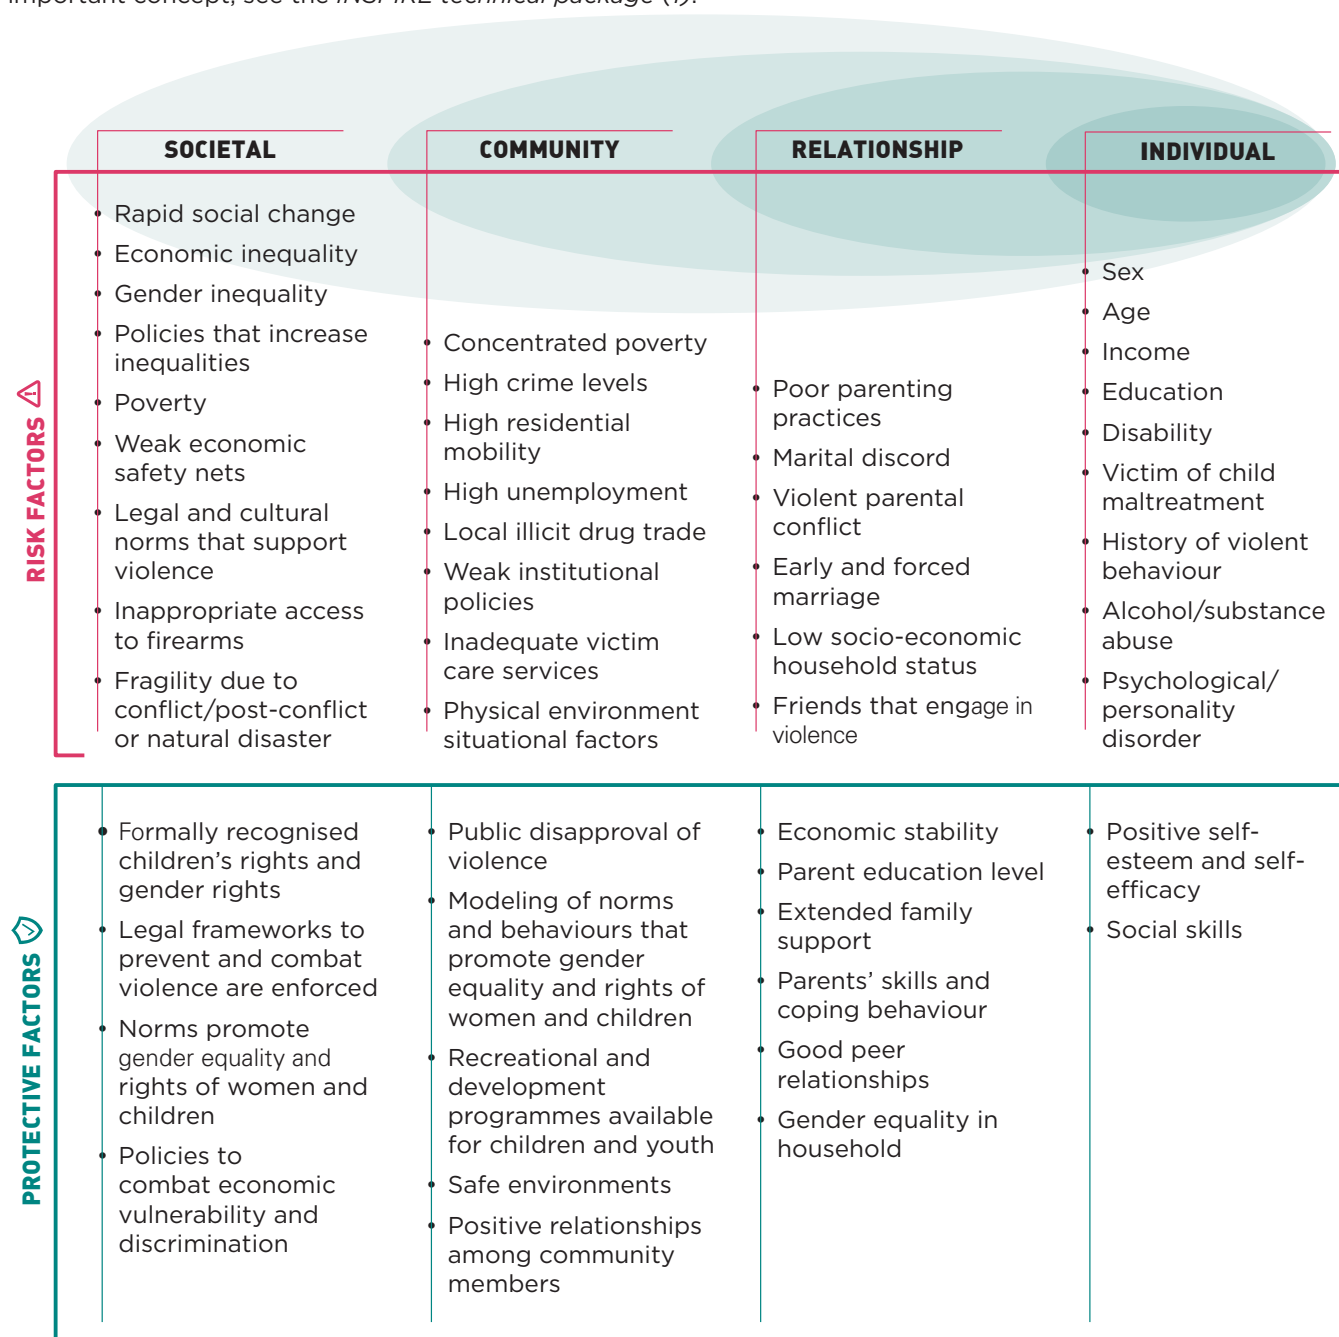 important concept, see the INSPIRE technical package (1).
SOCIETAL
COMMUNITY
RELATIONSHIP
INDIVIDUAL
RISK FACTORS
• Rapid social change
• Economic inequality
• Gender inequality
• Policies that increase
inequalities
• Poverty
• Weak economic
safety nets
• Legal and cultural
norms that support
violence
• Inappropriate access
to firearms
• Fragility due to
conflict/post-conflict
or natural disaster
• Concentrated poverty
• High crime levels
• High residential
mobility
• High unemployment
• Local illicit drug trade
• Weak institutional
policies
• Inadequate victim
care services
• Physical environment
situational factors
• Poor parenting
practices
• Marital discord
• Violent parental
conflict
• Early and forced
marriage
• Low socio-economic
household status
• Friends that engage in
violence
• Sex
• Age
• Income
• Education
• Disability
• Victim of child
maltreatment
• History of violent
behaviour
• Alcohol/substance
abuse
• Psychological/
personality
disorder
PROTECTIVE FACTORS
• Formally recognised
children's rights and
gender rights
• Legal frameworks to
prevent and combat
violence are enforced
• Norms promote
gender equality and
rights of women and
children
• Policies to
combat economic
vulnerability and
discrimination
• Public disapproval of
violence
• Modeling of norms
and behaviours that
promote gender
equality and rights of
women and children
• Recreational and
development
programmes available
for children and youth
• Safe environments
• Positive relationships
among community
members
• Economic stability
• Parent education level
• Extended family
support
• Parents' skills and
coping behaviour
• Good peer
relationships
• Gender equality in
household
• Positive self-
esteem and self-
efficacy
• Social skills